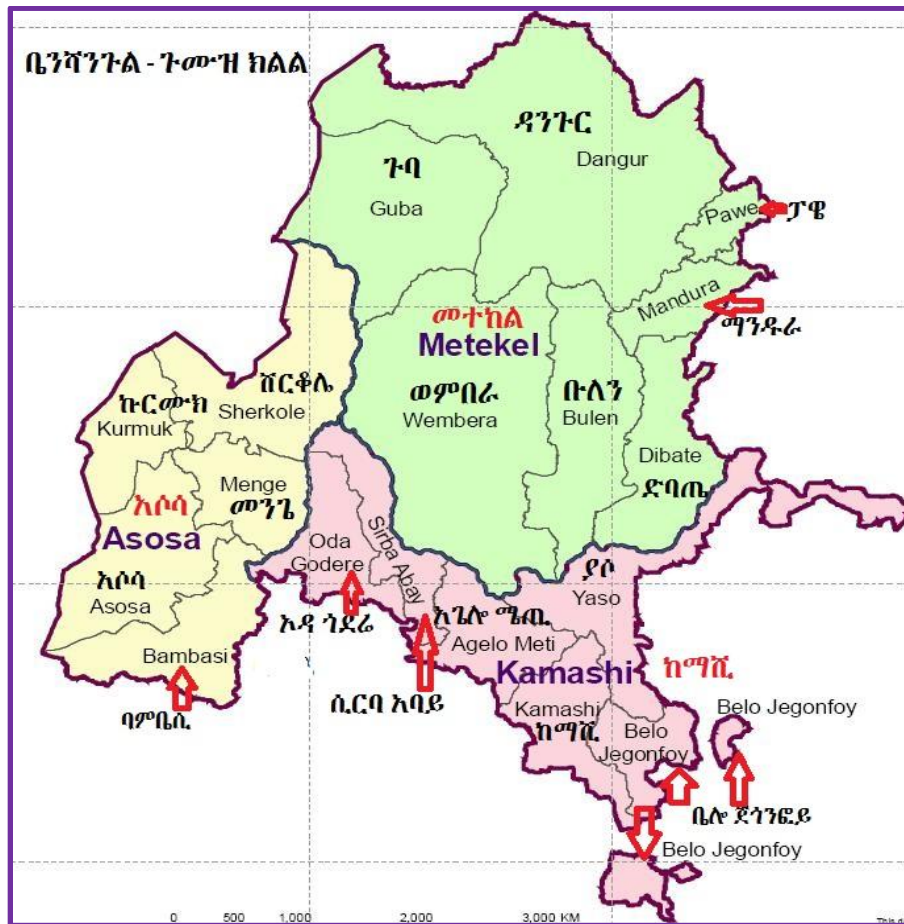 ቤንሻንጉል - ጉሙዝ ክልል
ዳንጉር
Dangur
ጉባ
Guba
Pawe
ፓዌ
Mandura
ማንዱራ
መተከል
Metekel
ወምበራ
Wembera
ቡለን
Bulen
Dibate
ድባጤ
ሸርቆሌ
Sherkole
ኩርሙክ
Kurmuk
Menge
መንጌ
አሶሳ
Asosa
አሶሳ
Asosa
Bambasi
ባምቤሲ
Oda
Godere
ኦዳ ጎደሬ
Sirba Abay
ሲርባ አባይ
ያሶ
Yaso
አጌሎ ሜጢ
Agelo Meti
Kamashi
ከማሺ
Kamashi
ከማሺ
Belo
Jegonfoy
Belo Jegonfoy
ቤሎ ጀጎንፎይ
Belo Jegonfoy
0 500 1,000 2,000 3,000 KM